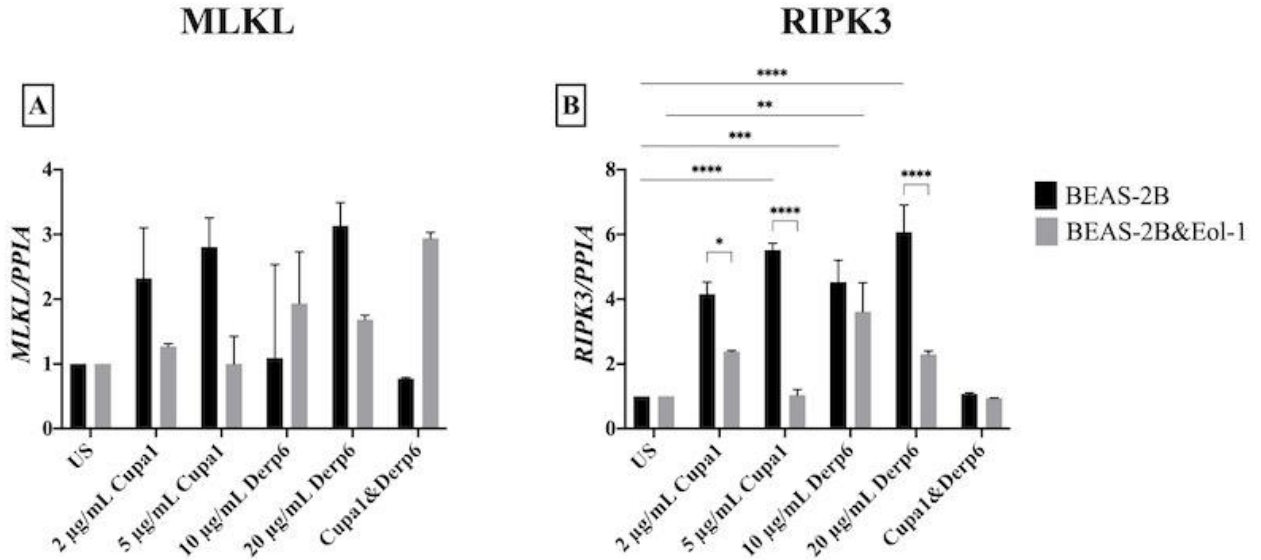 MLKL
RIPK3
A
B
MLKL/PPIA
4
3
2
1
0
US
2 µg/mL Cupa1
5 µg/mL Cupa1
10 µg/mL Derp6
20 µg/mL Derp6
Cupa1&Derp6
****
**
***
****
*
****
****
RIPK3/PPIA
8
6
4
2
0
US
2 µg/mL Cupa1
5 µg/mL Cupa1
10 µg/mL Derp6
20 µg/mL Derp6
Cupa1&Derp6
BEAS-2B
BEAS-2B&Eol-1